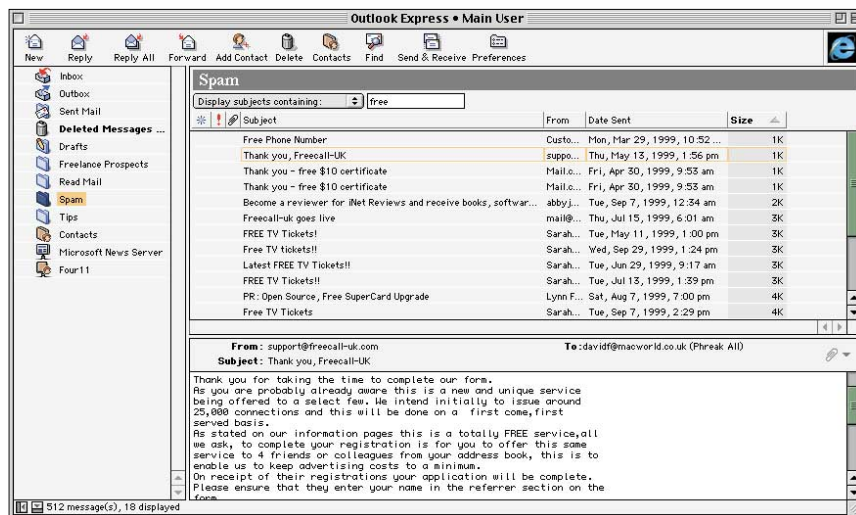 Outlook Express • Main User
New Reply Reply All Forward Add Contact Delete Contacts Find Send & Receive Preferences
Inbox
Outbox
Sent Mail
Deleted Messages ...
Drafts
Freelance Prospects
Read Mail
Spam
Tips
Contacts
Microsoft News Server
Four11
Spam
Display subjects containing: free
Subject From Date Sent Size
Free Phone Number Custo... Mon, Mar 29, 1999, 10:52 ... 1K
Thank you, Freecall-UK suppo... Thu, May 13, 1999, 1:56 pm 1K
Thank you - free $10 certificate Mail.c... Fri, Apr 30, 1999, 9:53 am 1K
Thank you - free $10 certificate Mail.c... Fri, Apr 30, 1999, 9:53 am 1K
Become a reviewer for iNet Reviews and receive books, softwar... abbyj... Tue, Sep 7, 1999, 12:34 am 2K
Freecall-uk goes live mail@... Thu, Jul 15, 1999, 6:01 am 3K
FREE TV Tickets! Sarah... Tue, May 11, 1999, 1:00 pm 3K
Free TV tickets!! Sarah... Wed, Sep 29, 1999, 1:24 pm 3K
Latest FREE TV Tickets!! Sarah... Tue, Jun 29, 1999, 9:17 am 3K
FREE TV Tickets!! Sarah... Tue, Jul 13, 1999, 1:39 pm 3K
PR: Open Source, Free SuperCard Upgrade Lynn F... Sat, Aug 7, 1999, 7:00 pm 4K
Free TV Tickets Sarah... Tue, Sep 7, 1999, 2:29 pm 4K
From: support@freecall-uk.com To: davidf@macworld.co.uk (Phreak All)
Subject: Thank you, Freecall-UK
Thank you for taking the time to complete our form.
As you are probably already aware this is a new and unique service
being offered to a select few. We intend initially to issue around
25,000 connections and this will be done on a first come,first
served basis.
As stated on our information pages this is a totally FREE service,all
we ask, to complete your registration is for you to offer this same
service to 4 friends or colleagues from your address book, this is to
enable us to keep advertising costs to a minimum.
On receipt of their registrations your application will be complete.
Please ensure that they enter your name in the referrer section on the
form
512 message(s), 18 displayed